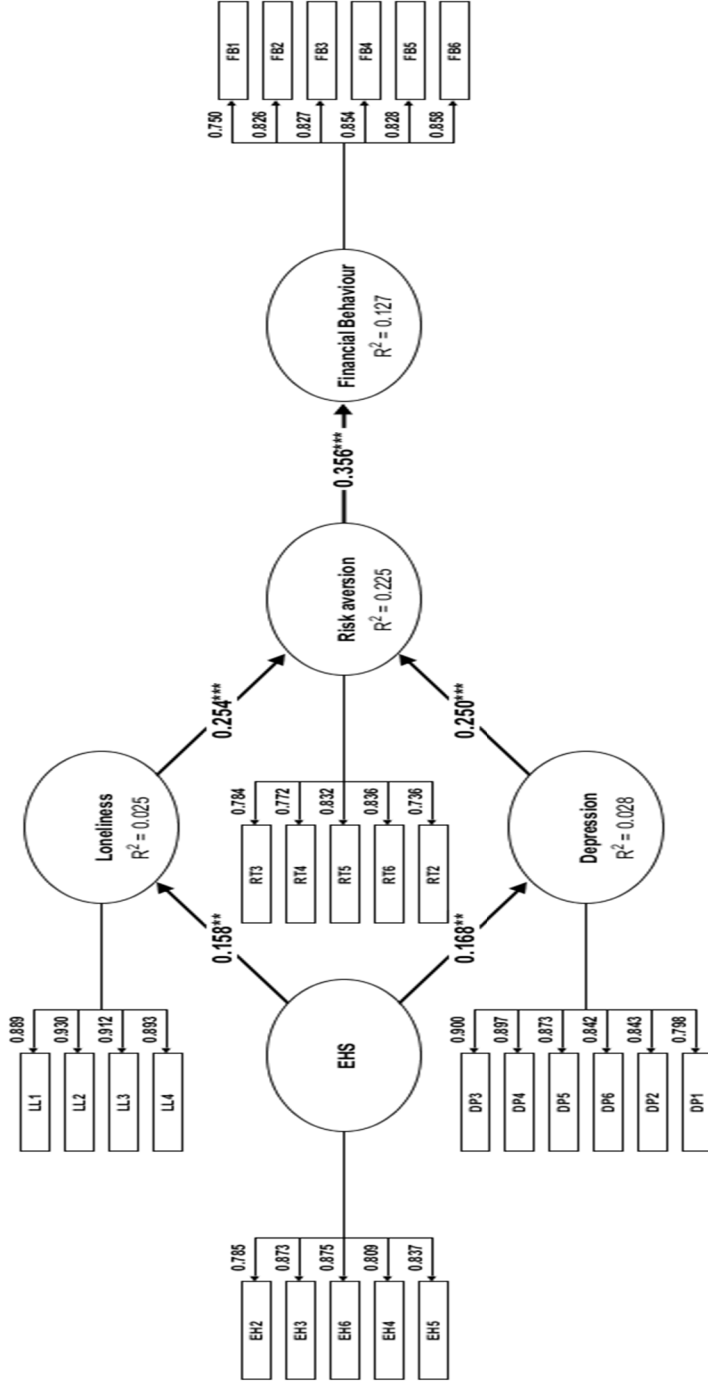 0.889
LL1
0.930
LL2
0.912
LL3
0.893
LL4
Loneliness
R² = 0.025
0.158**
0.254***
0.785
EH2
0.873
EH3
0.875
EH6
0.809
EH4
0.837
EH5
EHS
0.784
RT3
0.772
RT4
0.832
RT5
0.836
RT6
0.736
RT2
Risk aversion
R² = 0.225
0.356***
Financial Behaviour
R² = 0.127
0.750
FB1
0.826
FB2
0.827
FB3
0.854
FB4
0.828
FB5
0.858
FB6
0.168**
0.250***
0.900
DP3
0.897
DP4
0.873
DP5
0.842
DP6
0.843
DP2
0.798
DP1
Depression
R² = 0.028